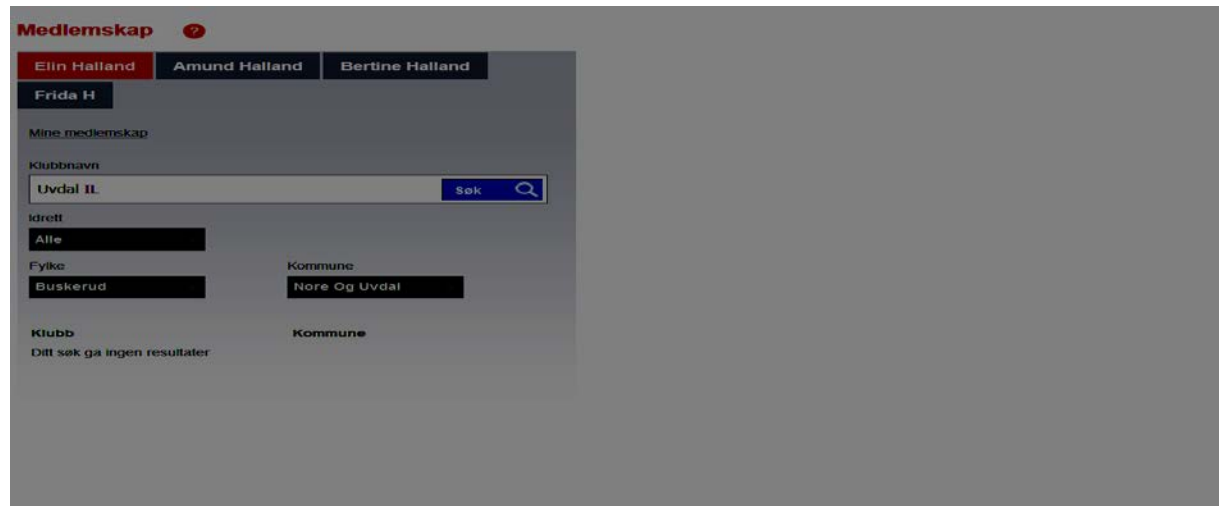 Medlemskap ?
Elin Halland Amund Halland Bertine Halland
Frida H
Mine medlemskap
Klubbnavn
Uvdal IL Søk
Idrett
Alle
Fylke Kommune
Buskerud Nore Og Uvdal
Klubb Kommune
Ditt søk ga ingen resultater